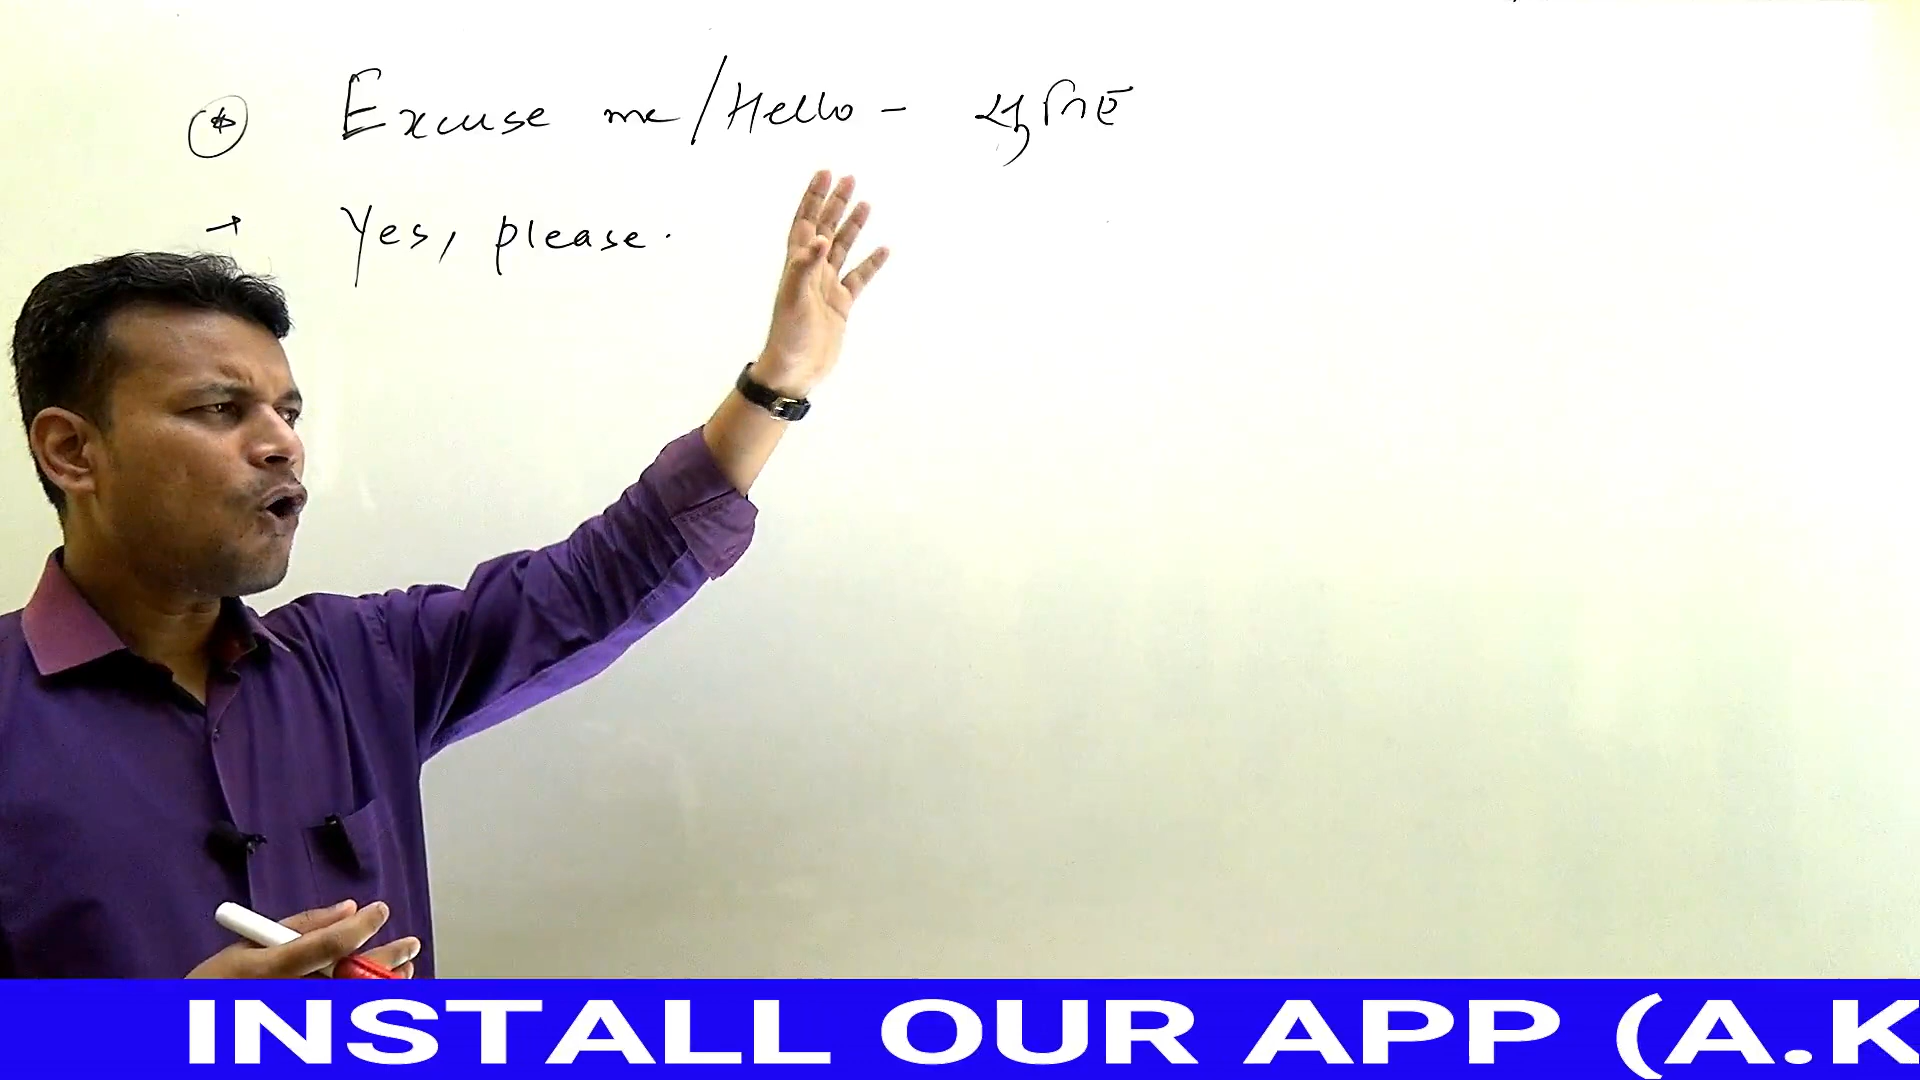 * Excuse me/Hello - सुनिए
→ Yes, please.
INSTALL OUR APP (A.K